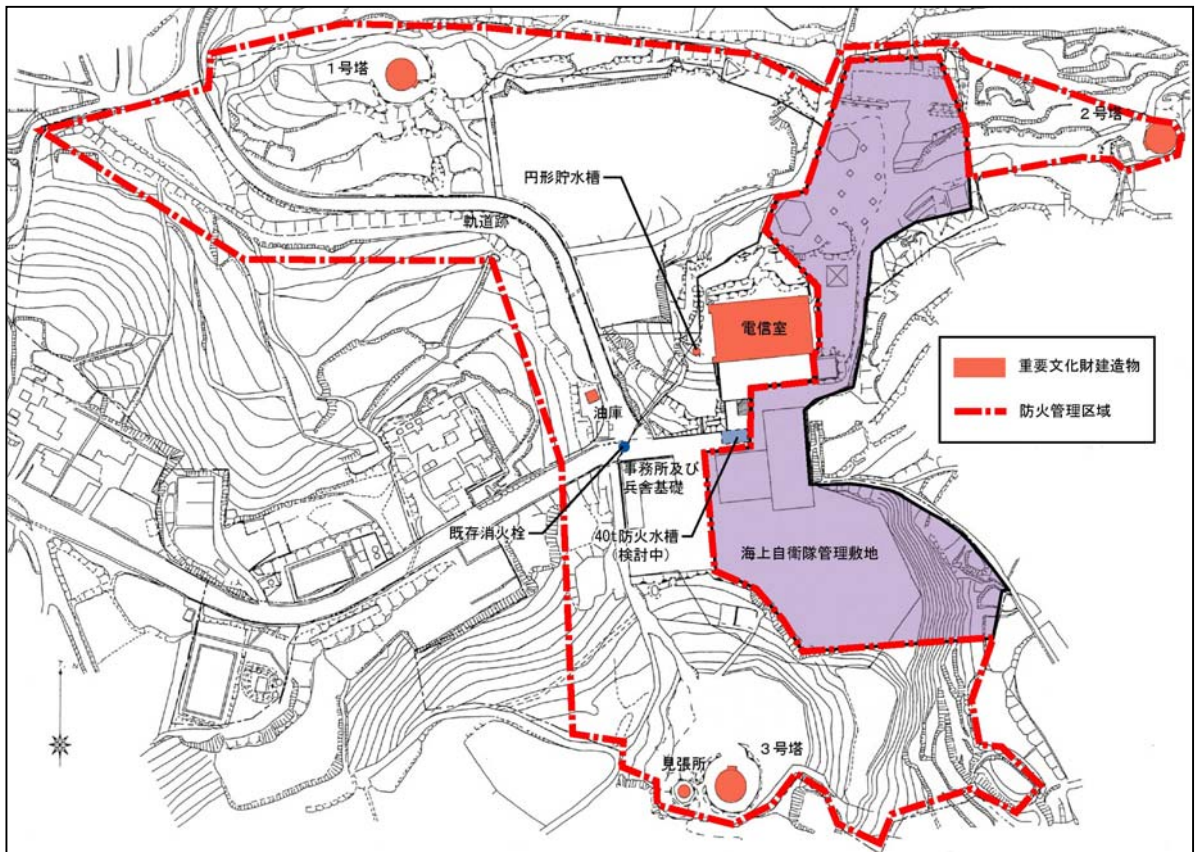 1号塔
2号塔
円形貯水槽
軌道跡
電信室
重要文化財建造物
防火管理区域
油庫
事務所及び
兵舎基礎
既存消火栓
40t防火水槽
(検討中)
海上自衛隊管理敷地
3号塔
見張所